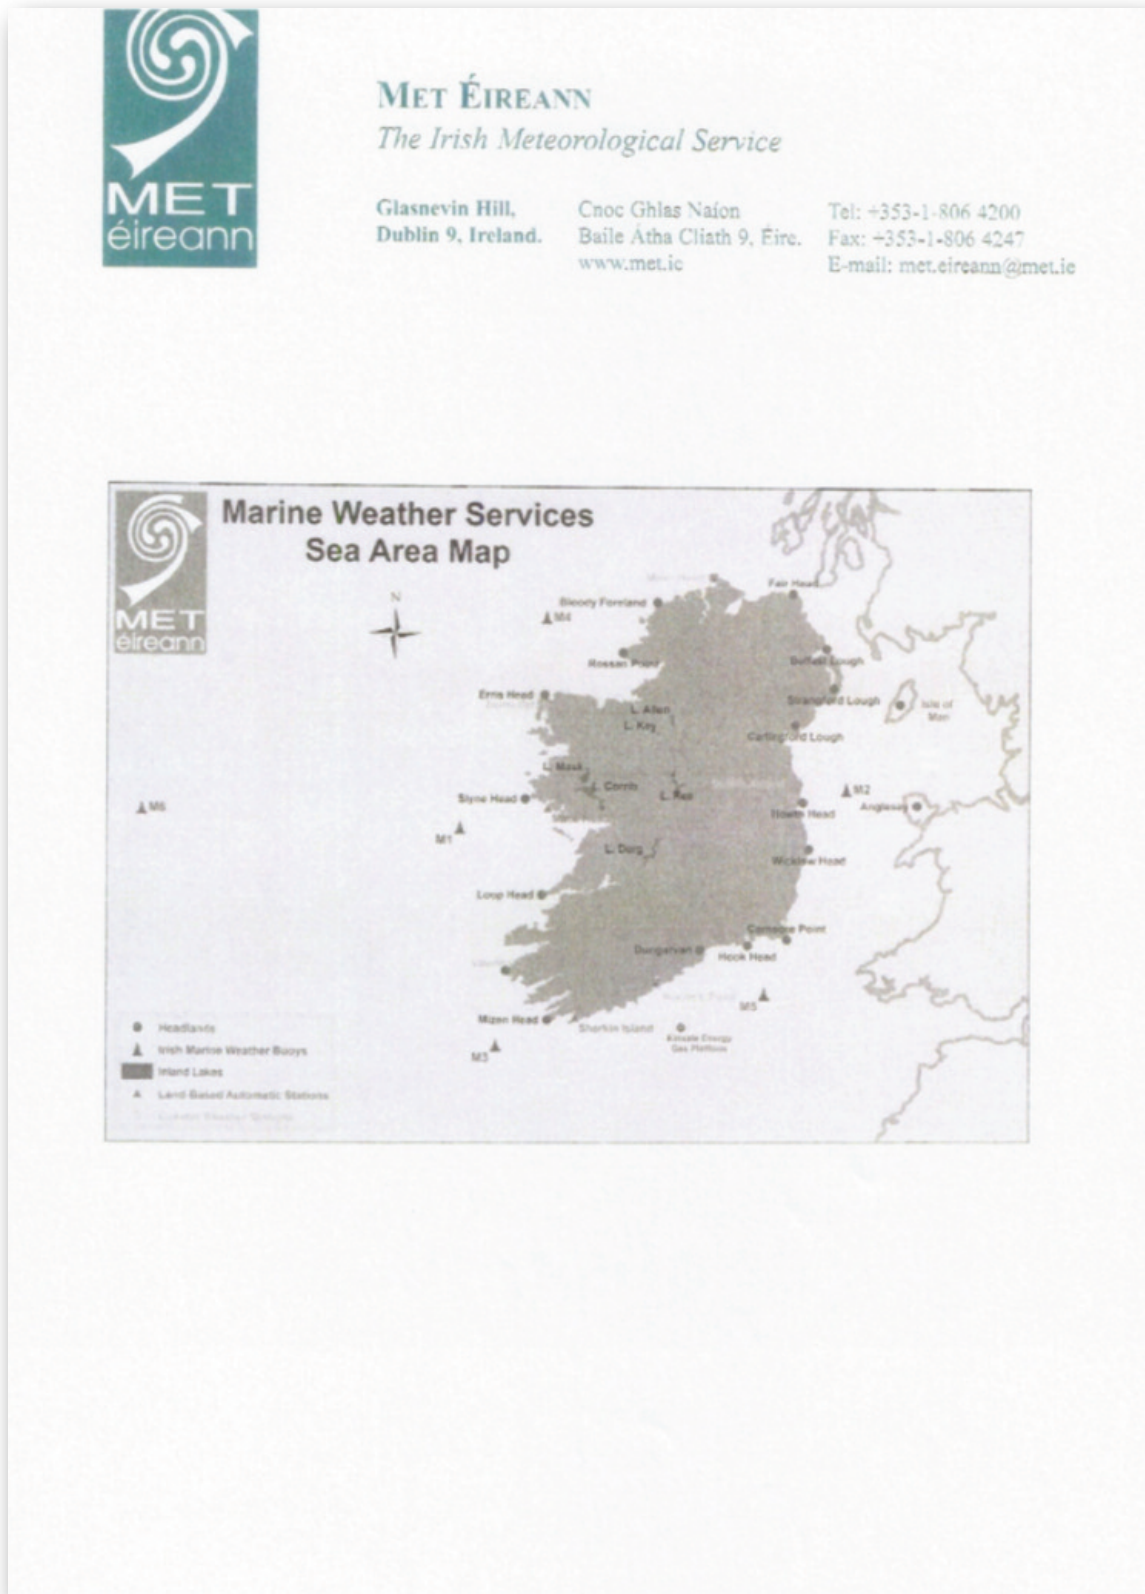 MET
éireann
MET ÉIREANN
The Irish Meteorological Service
Glasnevin Hill,
Dublin 9, Ireland.
Cnoc Ghlas Naíon
Baile Átha Cliath 9, Éire.
www.met.ie
Tel: +353-1-806 4200
Fax: +353-1-806 4247
E-mail: met.eireann@met.ie
MET
éireann
Marine Weather Services
Sea Area Map
N
Fair Head
Bloody Foreland
M4
Rossan Point
Belfast Lough
Erris Head
Strangford Lough
Isle of
Man
L. Allen
L. Key
Carlingford Lough
L. Mask
L. Corrib
L. Ree
M2
Slyne Head
Anglesey
M6
Howth Head
M1
L. Derg
Wicklow Head
Loop Head
Carnsore Point
Dungarvan
Hook Head
M5
Mizen Head
Sherkin Island
Kinsale Energy
Gas Platform
M3
Headlands
Irish Marine Weather Buoys
Inland Lakes
Land Based Automatic Stations